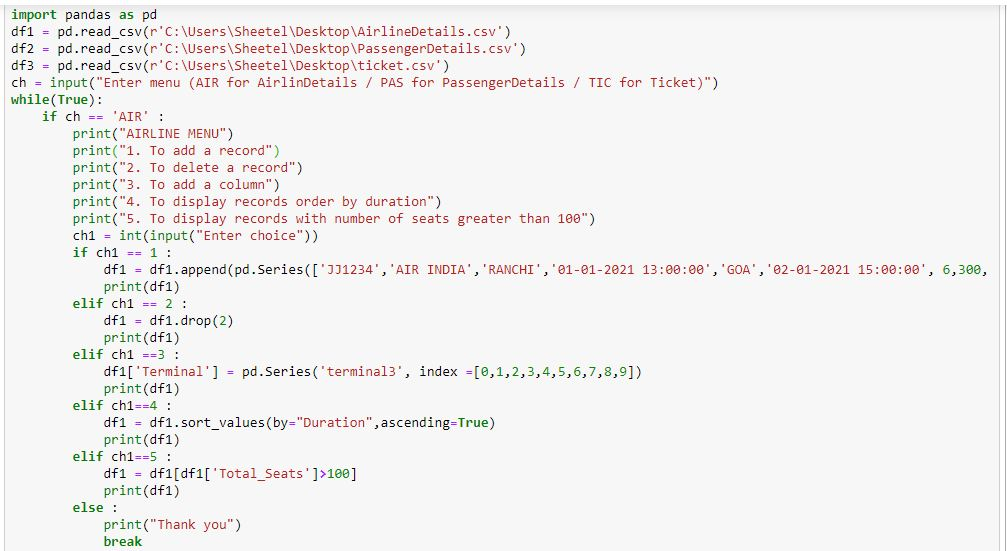 import pandas as pd
df1 = pd.read_csv(r'C:\Users\Sheetel\Desktop\AirlineDetails.csv')
df2 = pd.read_csv(r'C:\Users\Sheetel\Desktop\PassengerDetails.csv')
df3 = pd.read_csv(r'C:\Users\Sheetel\Desktop\ticket.csv')
ch = input("Enter menu (AIR for AirlinDetails / PAS for PassengerDetails / TIC for Ticket)")
while(True):
    if ch == 'AIR' :
        print("AIRLINE MENU")
        print("1. To add a record")
        print("2. To delete a record")
        print("3. To add a column")
        print("4. To display records order by duration")
        print("5. To display records with number of seats greater than 100")
        ch1 = int(input("Enter choice"))
        if ch1 == 1 :
            df1 = df1.append(pd.Series(['JJ1234','AIR INDIA','RANCHI','01-01-2021 13:00:00','GOA','02-01-2021 15:00:00', 6,300,
            print(df1)
        elif ch1 == 2 :
            df1 = df1.drop(2)
            print(df1)
        elif ch1 ==3 :
            df1['Terminal'] = pd.Series('terminal3', index =[0,1,2,3,4,5,6,7,8,9])
            print(df1)
        elif ch1==4 :
            df1 = df1.sort_values(by="Duration",ascending=True)
            print(df1)
        elif ch1==5 :
            df1 = df1[df1['Total_Seats']>100]
            print(df1)
        else :
            print("Thank you")
            break